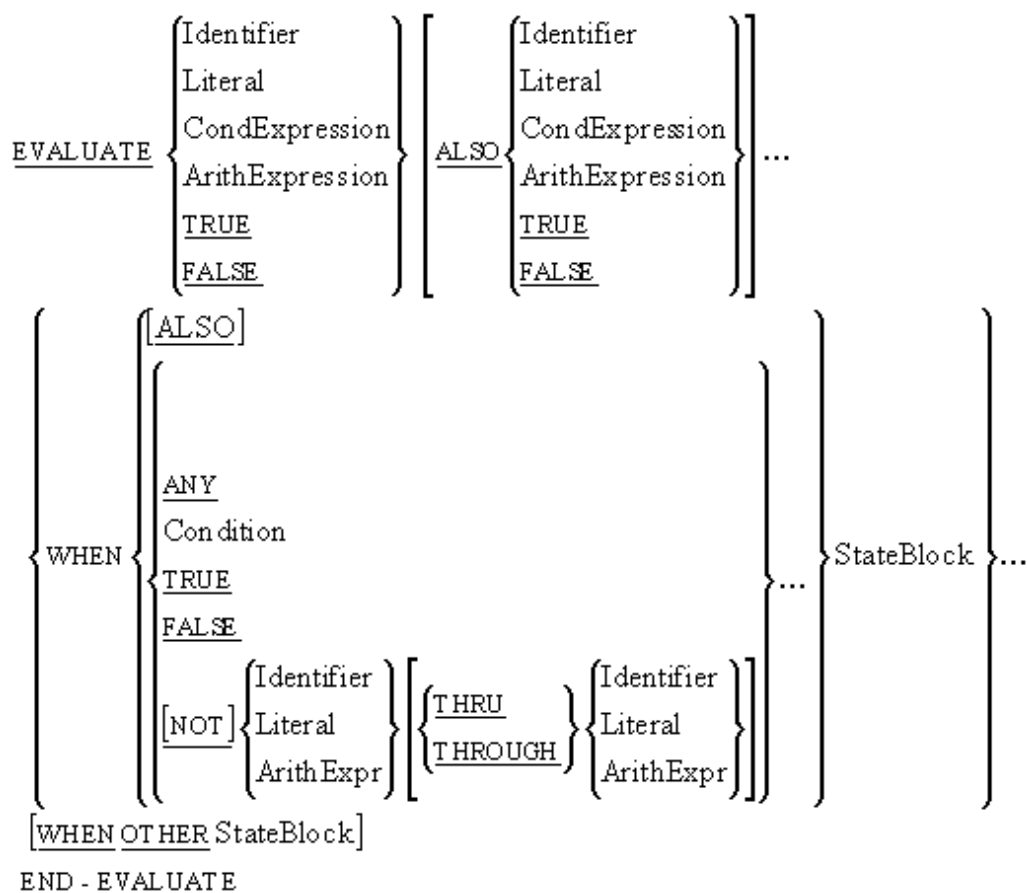 Identifier Identifier
Literal Literal
CondExpression CondExpression
EVALUATE ALSO ...
ArithExpression ArithExpression
TRUE TRUE
FALSE FALSE
[ALSO]
ANY
Condition
WHEN StateBlock ...
TRUE ...
FALSE
Identifier Identifier
THRU
[NOT] Literal Literal
THROUGH
ArithExpr ArithExpr
[WHEN OTHER StateBlock]
END - EVALUATE